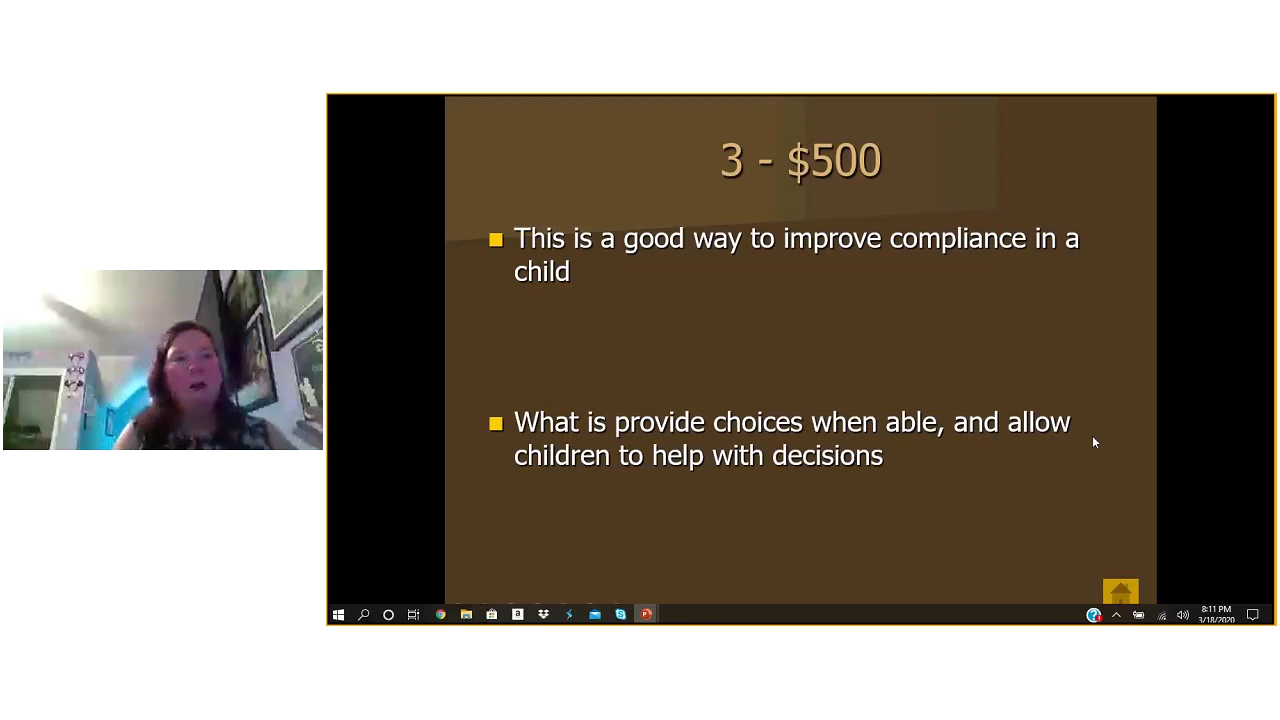 3 - $500
This is a good way to improve compliance in a
child
What is provide choices when able, and allow
children to help with decisions
8:11 PM
3/18/2020